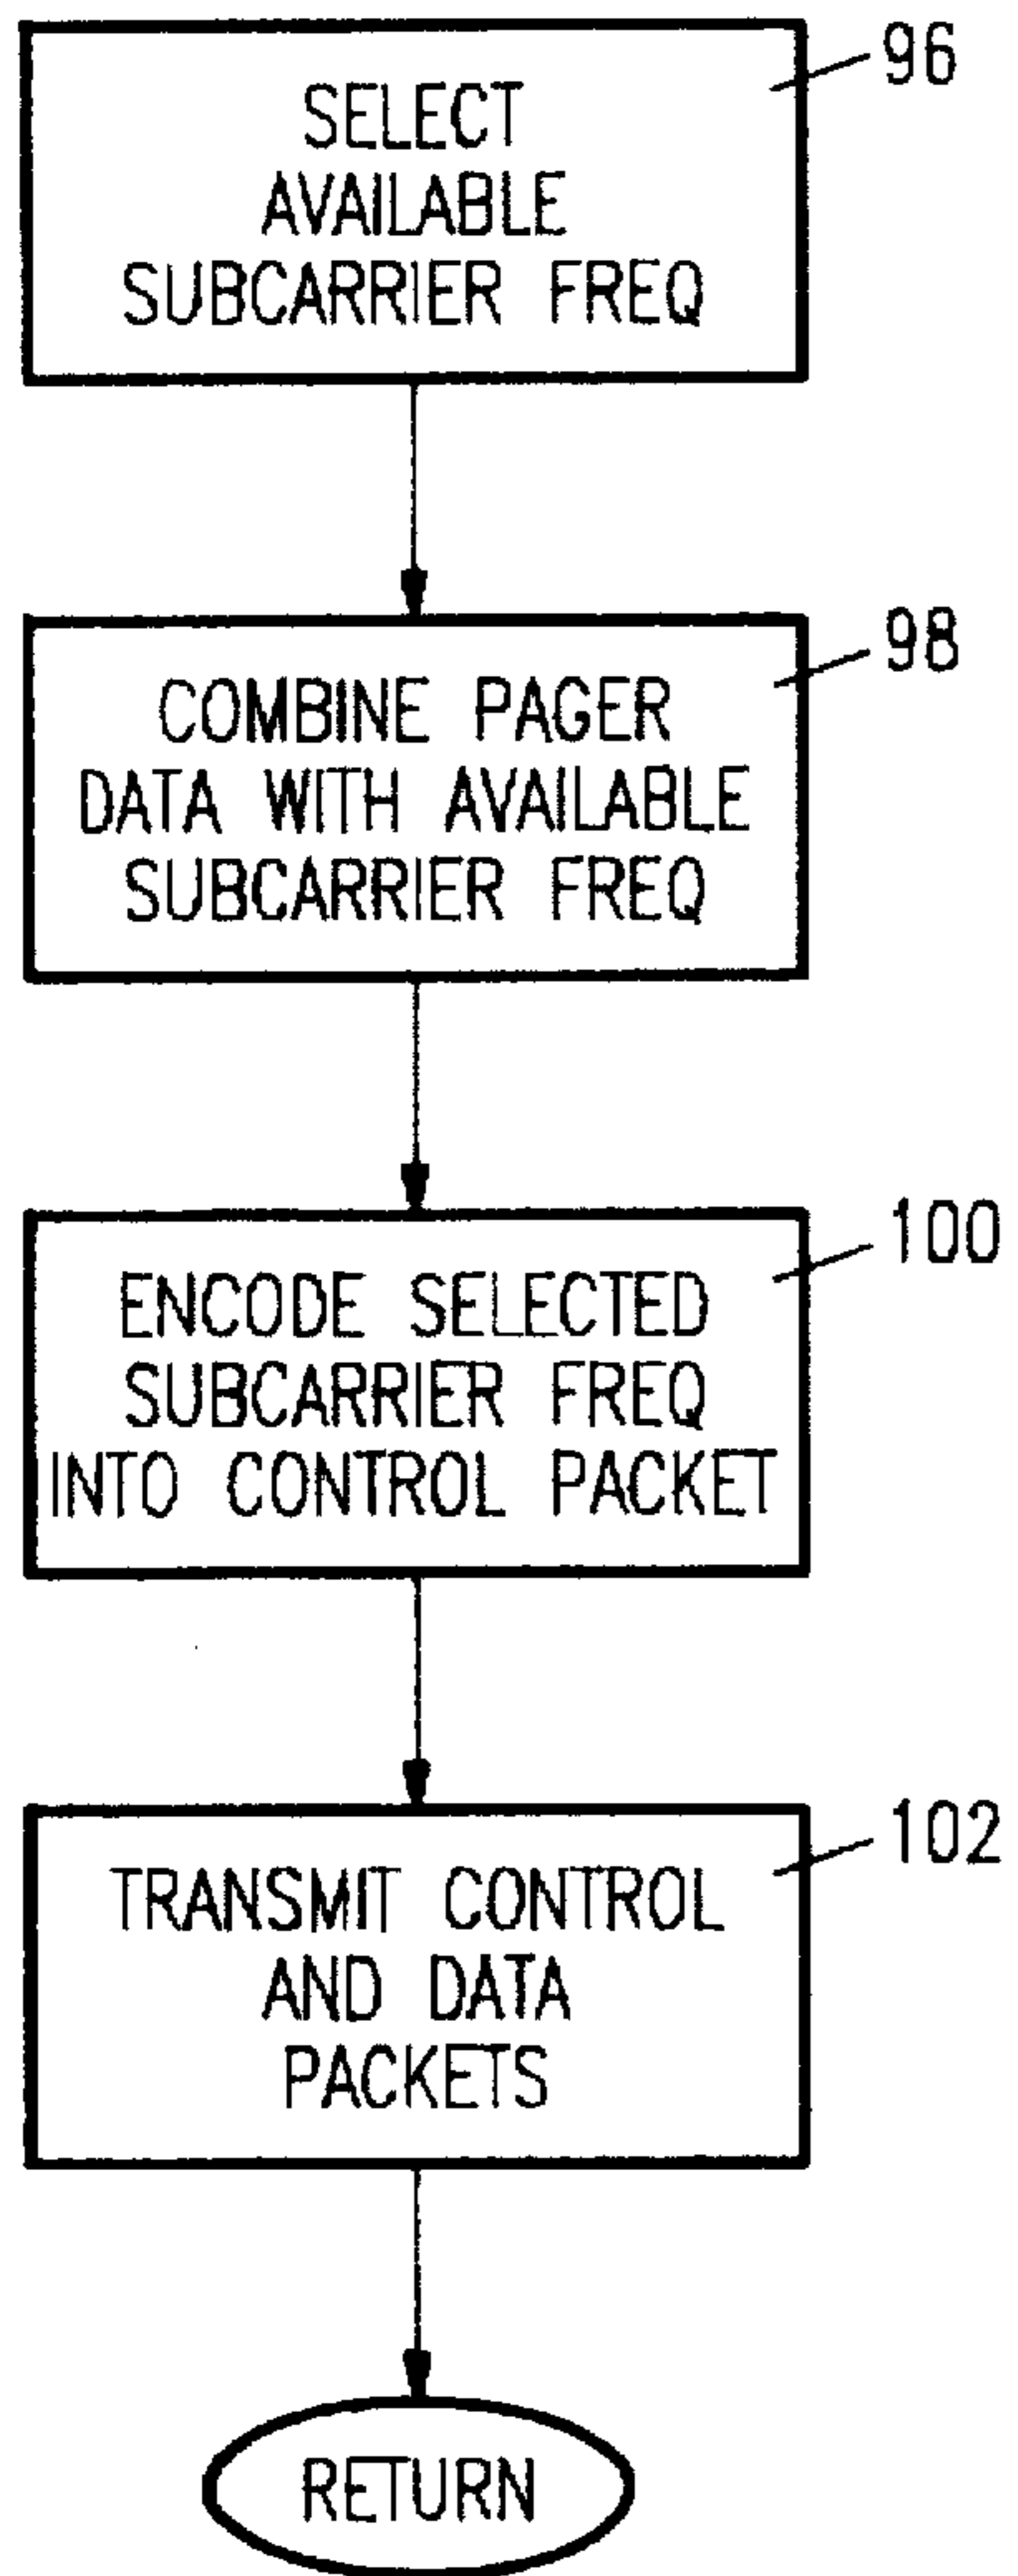 96
SELECT
AVAILABLE
SUBCARRIER FREQ
98
COMBINE PAGER
DATA WITH AVAILABLE
SUBCARRIER FREQ
100
ENCODE SELECTED
SUBCARRIER FREQ
INTO CONTROL PACKET
102
TRANSMIT CONTROL
AND DATA
PACKETS
RETURN